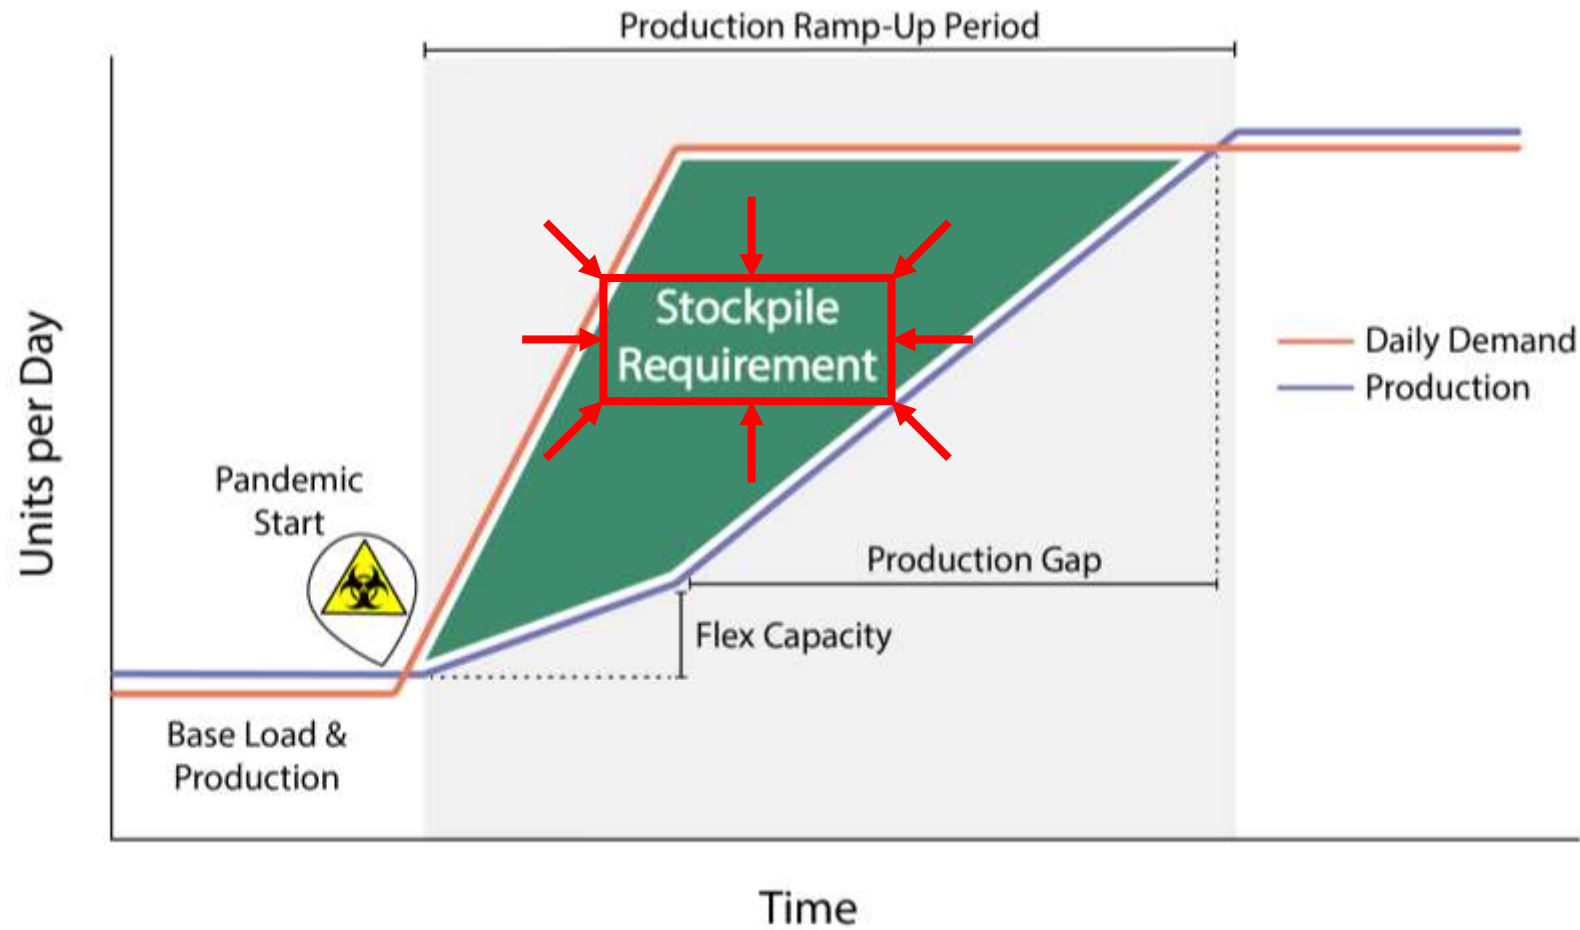 Production Ramp-Up Period
Stockpile
Requirement
Daily Demand
Production
Units per Day
Pandemic
Start
Production Gap
Flex Capacity
Base Load &
Production
Time